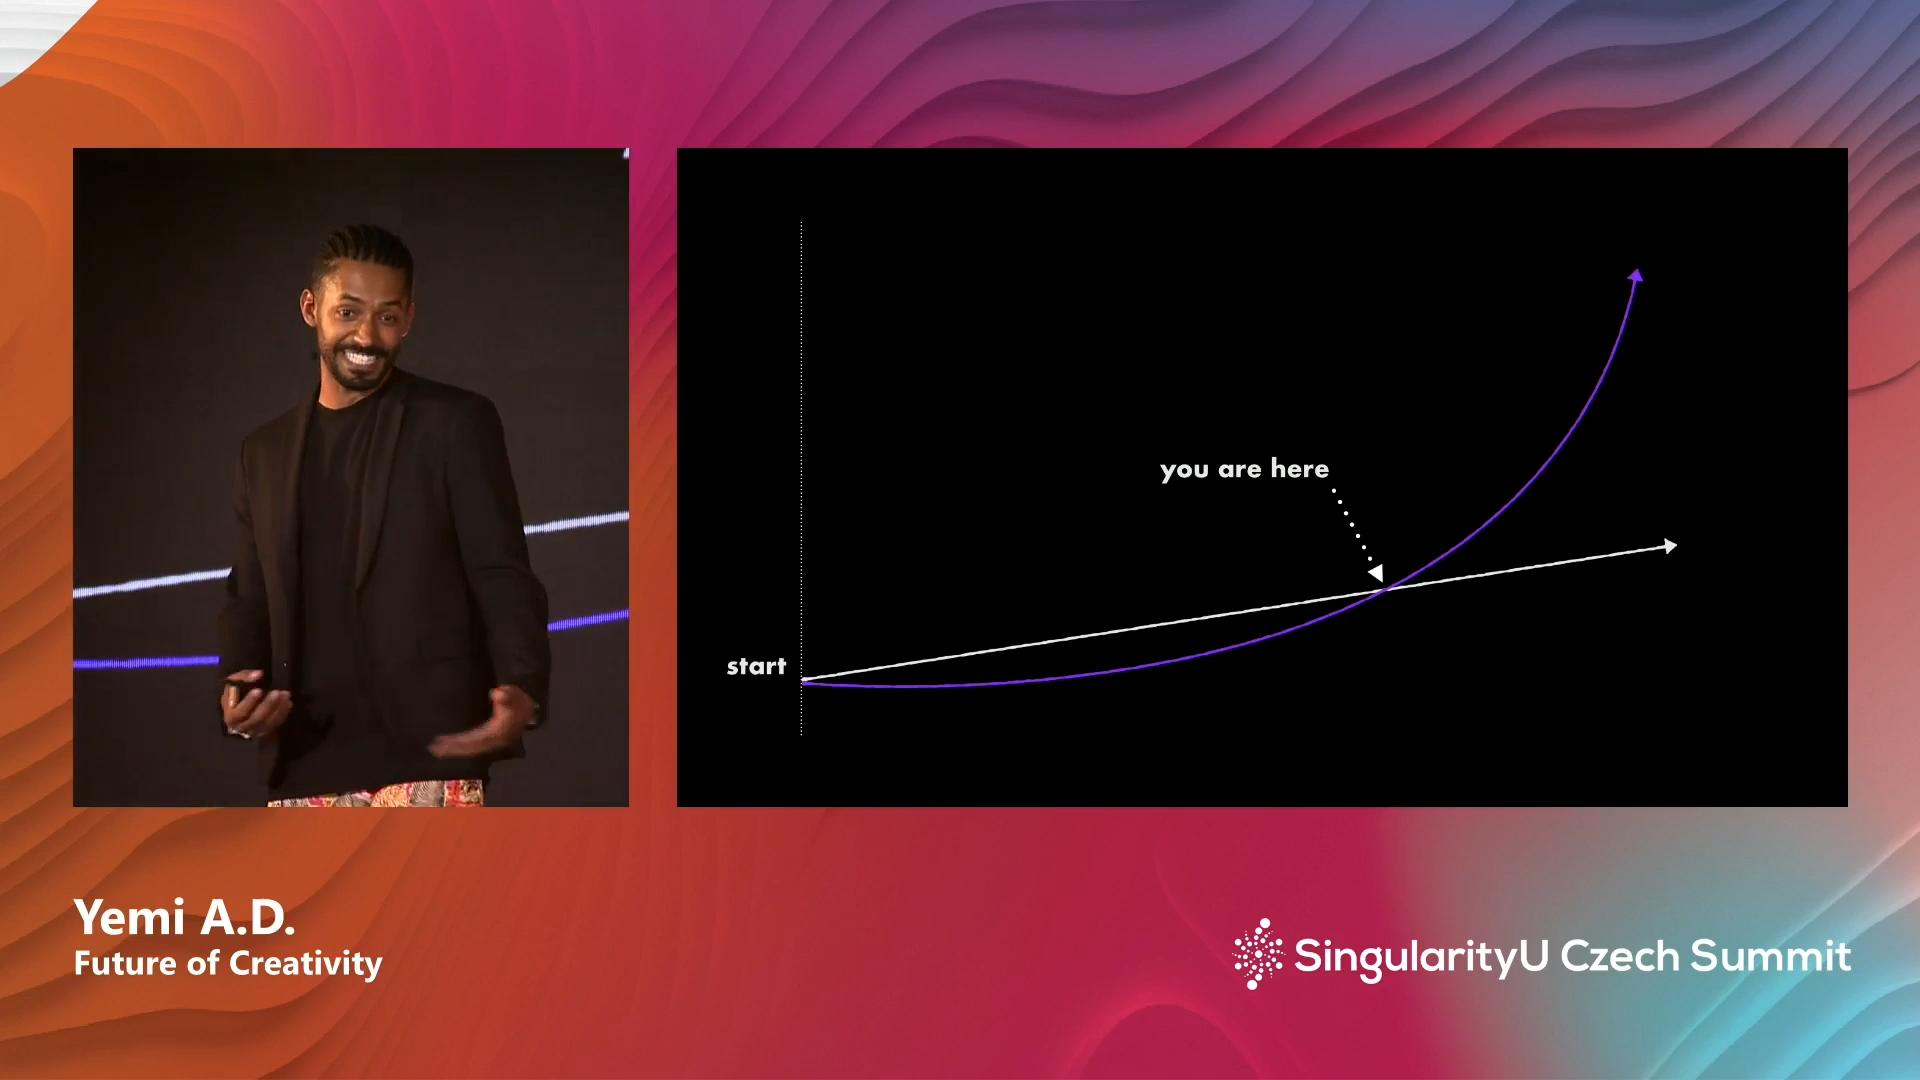 you are here
start
Yemi A.D.
Future of Creativity
SingularityU Czech Summit